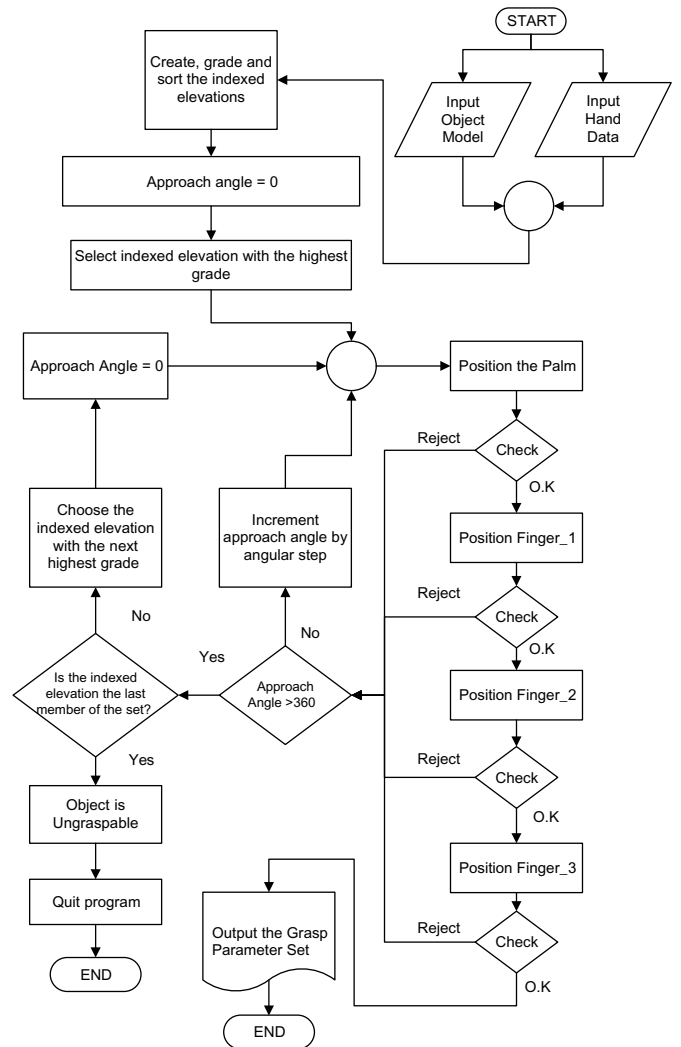 START
Input
Object
Model
Input
Hand
Data
Create, grade and
sort the indexed
elevations
Approach angle = 0
Select indexed elevation with the highest
grade
Approach Angle = 0
Position the Palm
Reject
Check
O.K
Choose the
indexed elevation
with the next
highest grade
Increment
approach angle by
angular step
Position Finger_1
Reject
Check
O.K
No
No
Yes
Is the indexed
elevation the last
member of the set?
Approach
Angle >360
Position Finger_2
Yes
Reject
Check
O.K
Object is
Ungraspable
Position Finger_3
Quit program
Output the Grasp
Parameter Set
Reject
Check
O.K
END
END